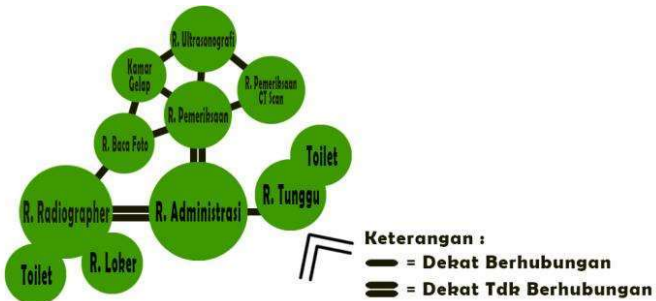 R. Ultrasonografi
Kamar
Gelap
R. Pemeriksaan
CT Scan
R. Pemeriksaan
R. Baca Foto
Toilet
R. Tunggu
R. Radiographer
R. Administrasi
R. Loker
Toilet
Keterangan :
= Dekat Berhubungan
= Dekat Tdk Berhubungan